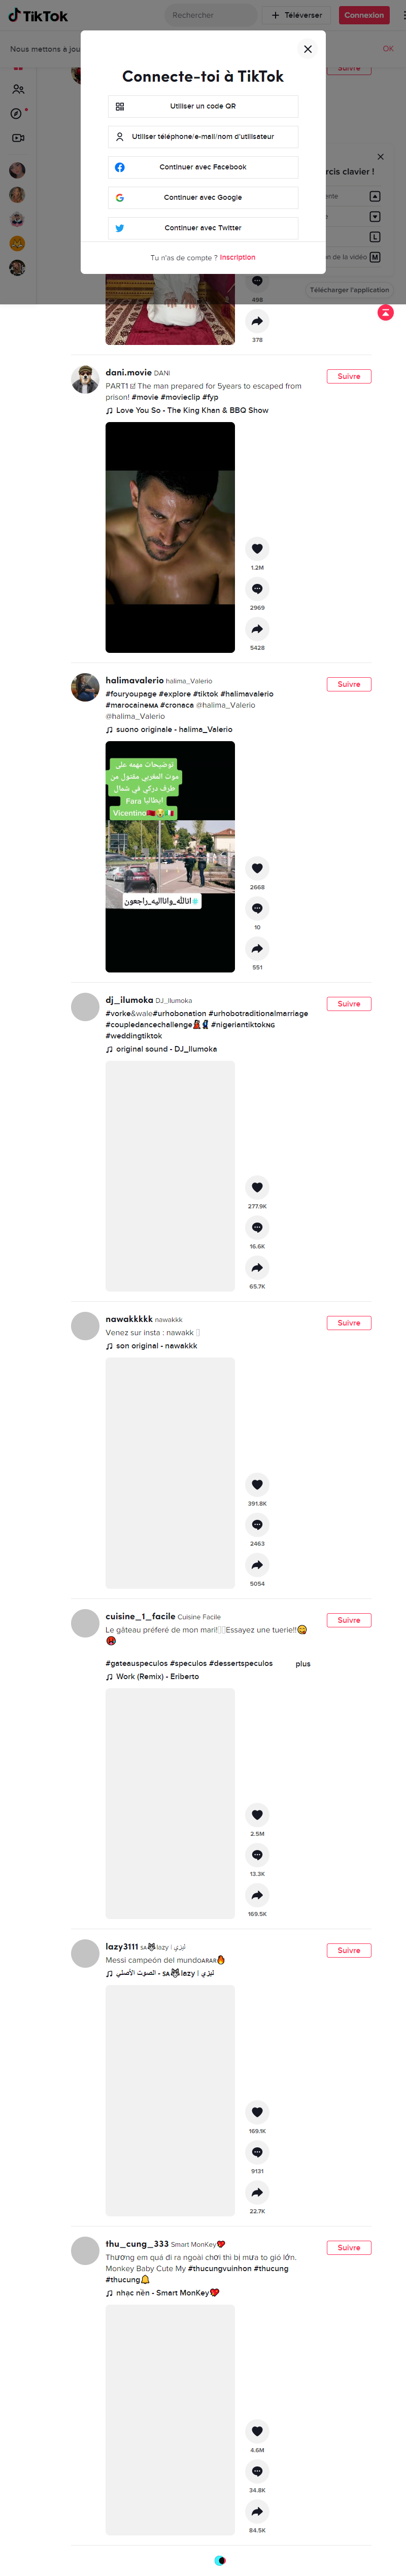 TikTok
Rechercher
Téléverser
Connexion
Nous mettons à jou
OK
Suivre
Connecte-toi à TikTok
Utiliser un code QR
Utiliser téléphone/e-mail/nom d'utilisateur
Continuer avec Facebook
Continuer avec Google
Continuer avec Twitter
Tu n'as de compte ? Inscription
rcis clavier !
ente
L
on de la vidéo M
Télécharger l'application
498
378
dani.movie DANI
Suivre
PART1 The man prepared for 5years to escaped from
prison! #movie #movieclip #fyp
Love You So - The King Khan & BBQ Show
1.2M
2969
5428
halimavalerio halima_Valerio
Suivre
#fouryoupage #explore #tiktok #halimavalerio
#marocaine🇲🇦 #cronaca @halima_Valerio
@halima_Valerio
suono originale - halima_Valerio
توضيحات مهمه على
موت المغربي مقتول من
طرف دركي في شمال
ايطاليا Fara
Vicentino🇲🇦😭🇮🇹
اناللّٰه_وانااليه_راجعون
2668
10
551
dj_ilumoka DJ_Ilumoka
Suivre
#vorke&wale#urhobonation #urhobotraditionalmarriage
#coupledancechallenge💃🕺 #nigeriantiktok🇳🇬
#weddingtiktok
original sound - DJ_Ilumoka
277.9K
16.6K
65.7K
nawakkkkk nawakkk
Suivre
Venez sur insta : nawakk
son original - nawakkk
391.8K
2463
5054
cuisine_1_facile Cuisine Facile
Suivre
Le gâteau préferé de mon mari!Essayez une tuerie!!😋
#gateauspeculos #speculos #dessertspeculos plus
Work (Remix) - Eriberto
2.5M
13.3K
169.5K
lazy3111 🇸🇦😼lazy | ليزي
Suivre
Messi campeón del mundo🇦🇷🇦🇷🔥
الصوت الأصلي - 🇸🇦😼lazy | ليزي
169.1K
9131
22.7K
thu_cung_333 Smart MonKey
Suivre
Thương em quá đi ra ngoài chơi thì bị mưa to gió lớn.
Monkey Baby Cute My #thucungvuinhon #thucung
#thucung🔔
nhạc nền - Smart MonKey
4.6M
34.8K
84.5K